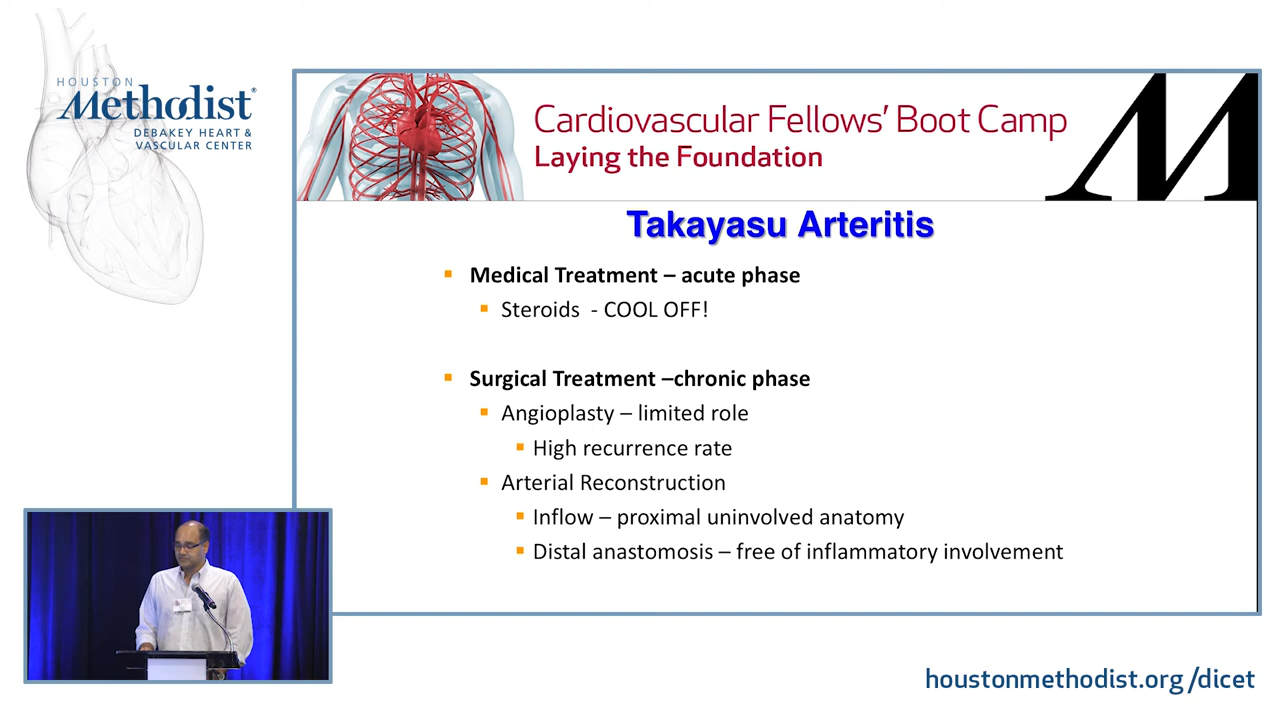 HOUSTON
Methodist®
DEBAKEY HEART &
VASCULAR CENTER
Cardiovascular Fellows' Boot Camp
Laying the Foundation
M
Takayasu Arteritis
Medical Treatment – acute phase
Steroids - COOL OFF!
Surgical Treatment –chronic phase
Angioplasty – limited role
High recurrence rate
Arterial Reconstruction
Inflow – proximal uninvolved anatomy
Distal anastomosis – free of inflammatory involvement
houstonmethodist.org/dicet